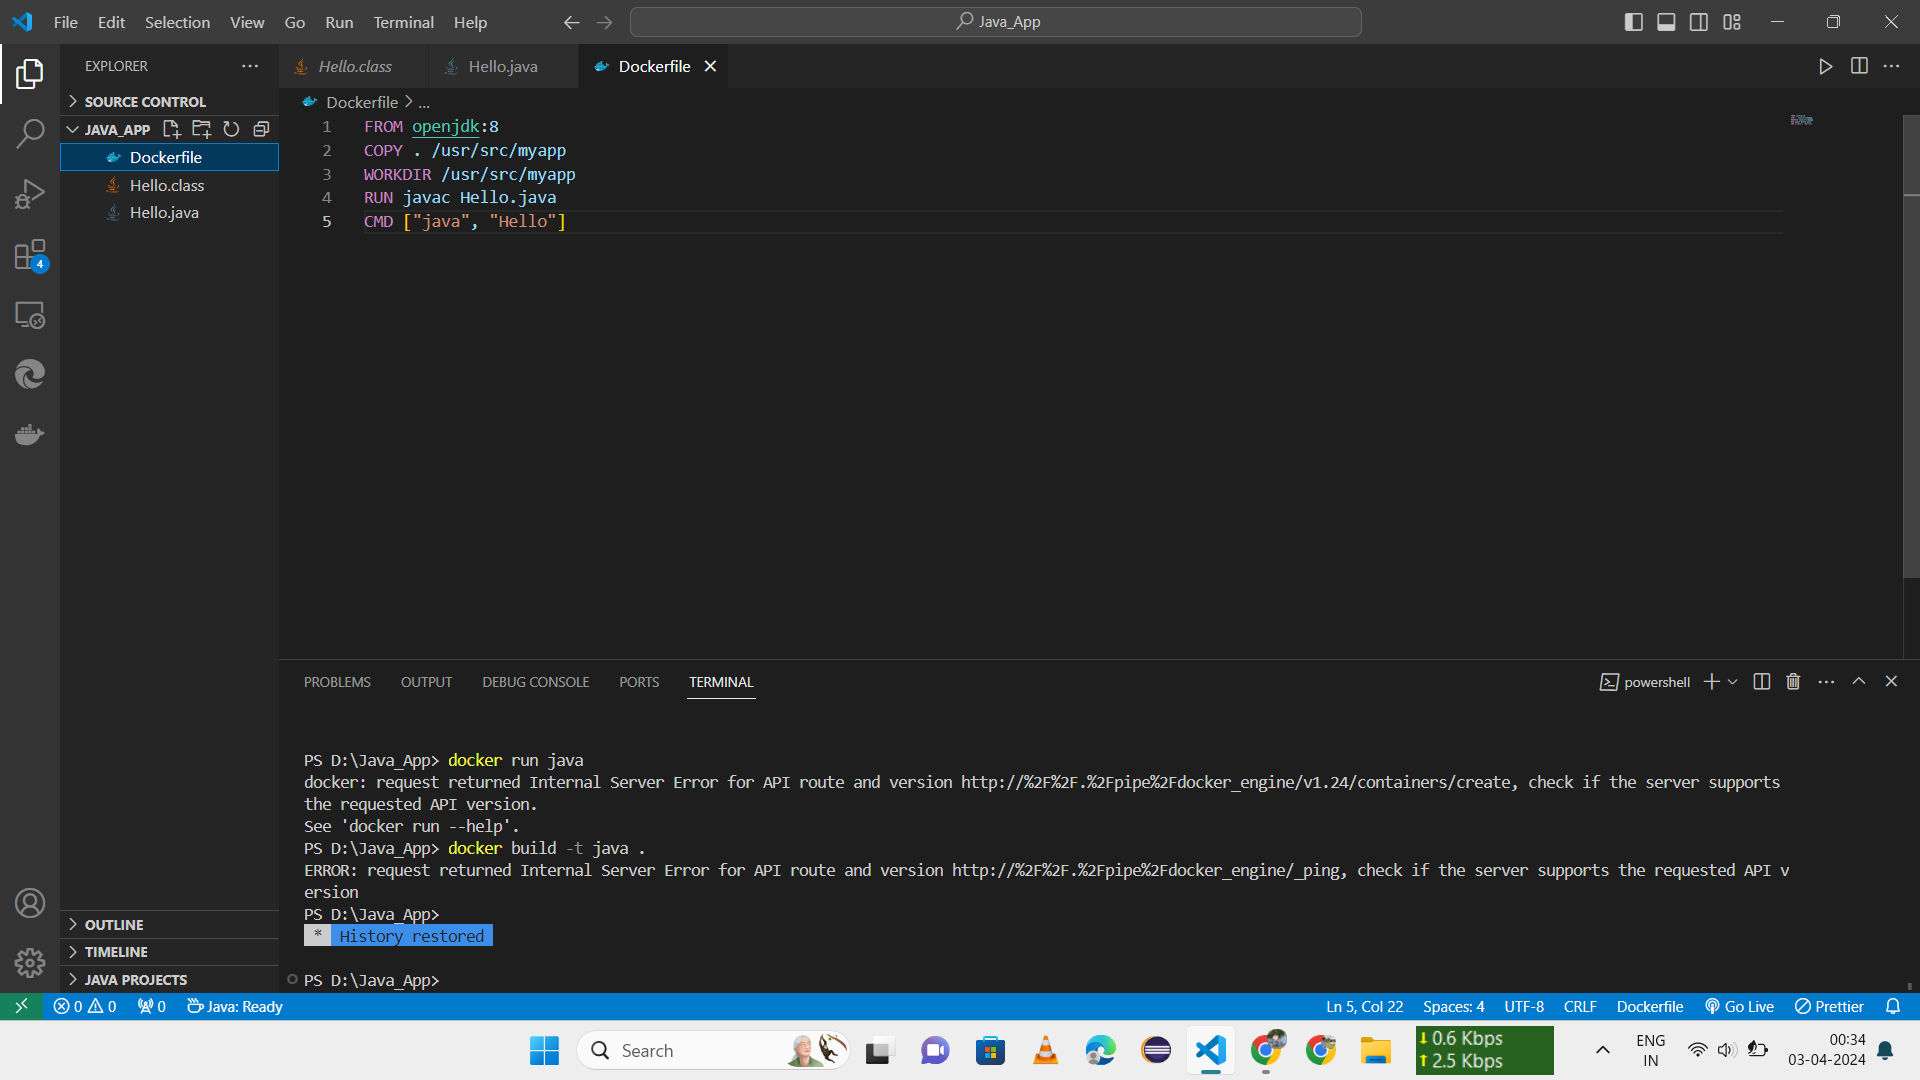 File Edit Selection View Go Run Terminal Help
Java_App
EXPLORER
SOURCE CONTROL
JAVA_APP
Dockerfile
Hello.class
Hello.java
4
OUTLINE
TIMELINE
JAVA PROJECTS
Hello.class
Hello.java
Dockerfile
Dockerfile > ...
1 FROM openjdk:8
2 COPY . /usr/src/myapp
3 WORKDIR /usr/src/myapp
4 RUN javac Hello.java
5 CMD ["java", "Hello"]
PROBLEMS OUTPUT DEBUG CONSOLE PORTS TERMINAL
powershell
PS D:\Java_App> docker run java
docker: request returned Internal Server Error for API route and version http://%2F%2F.%2Fpipe%2Fdocker_engine/v1.24/containers/create, check if the server supports
the requested API version.
See 'docker run --help'.
PS D:\Java_App> docker build -t java .
ERROR: request returned Internal Server Error for API route and version http://%2F%2F.%2Fpipe%2Fdocker_engine/_ping, check if the server supports the requested API v
ersion
PS D:\Java_App>
* History restored
PS D:\Java_App>
0 0 0 Java: Ready
Ln 5, Col 22 Spaces: 4 UTF-8 CRLF Dockerfile Go Live Prettier
Search
0.6 Kbps
2.5 Kbps
ENG
IN
00:34
03-04-2024